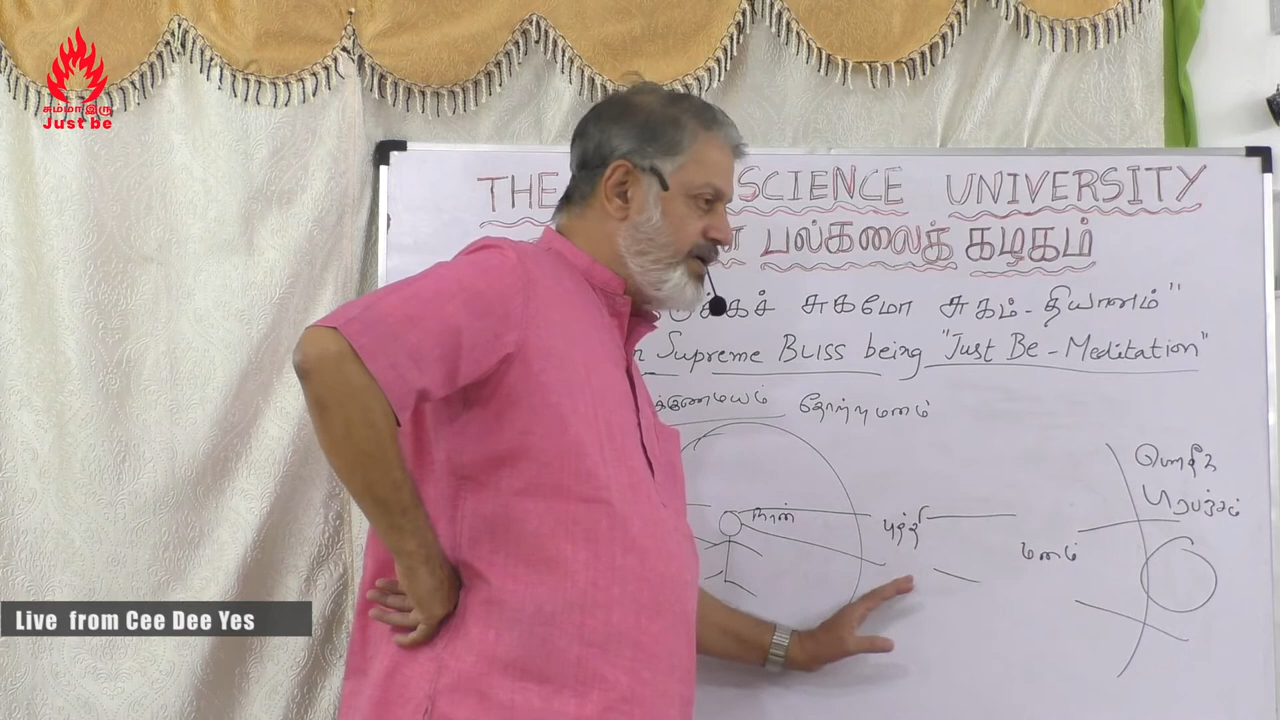 சும்மா இரு
Just be
THE SCIENCE UNIVERSITY
பல்கலைக் கழகம்
சுகமோ சுகம் - தியானம்"
Supreme BLISS being "Just Be - Meditation"
தோற்றமனம்
பௌதீக
பிரபஞ்சம்
நான்
புத்தி
மனம்
Live from Cee Dee Yes